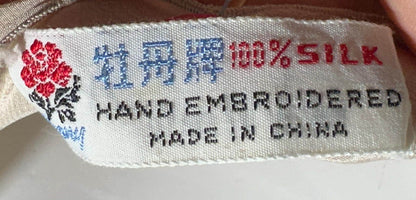 牡丹牌 100% SILK
HAND EMBROIDERED
MADE IN CHINA